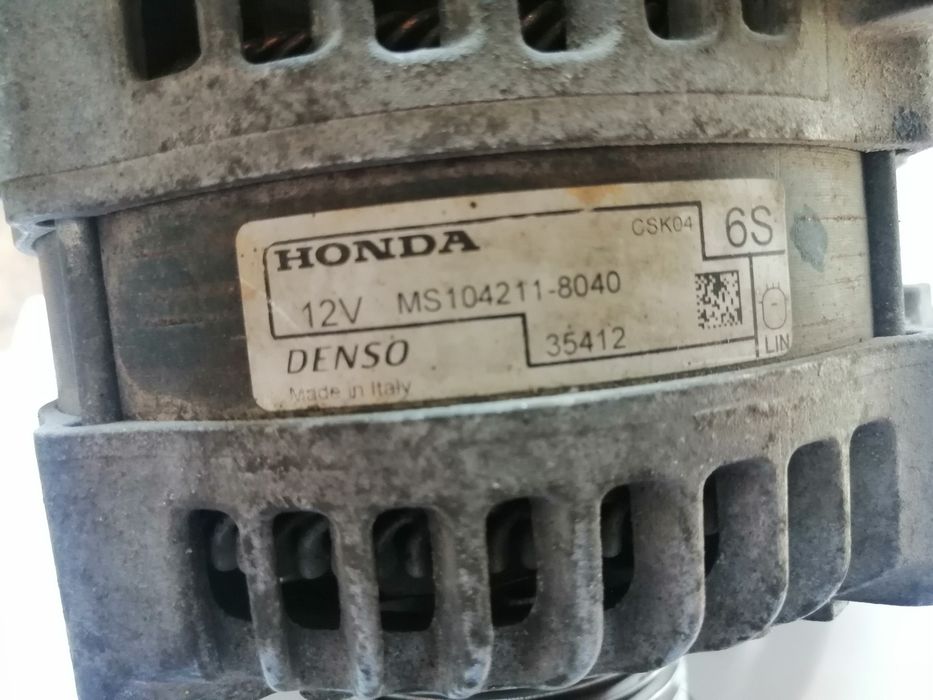 HONDA
CSK04
6S
12V MS104211-8040
DENSO
35412
LIN
Made in Italy